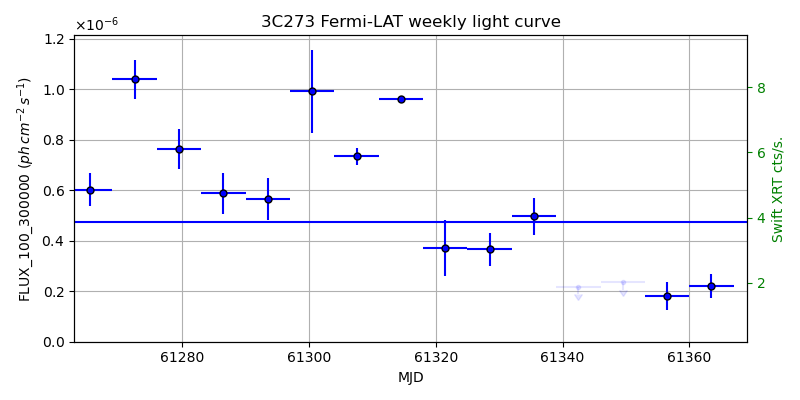 3C273 Fermi-LAT weekly light curve
×10⁻⁶
1.2
1.0
0.8
0.6
0.4
0.2
0.0
FLUX_100_300000 (ph cm⁻² s⁻¹)
8
6
4
2
Swift XRT cts/s.
61280 61300 61320 61340 61360
MJD